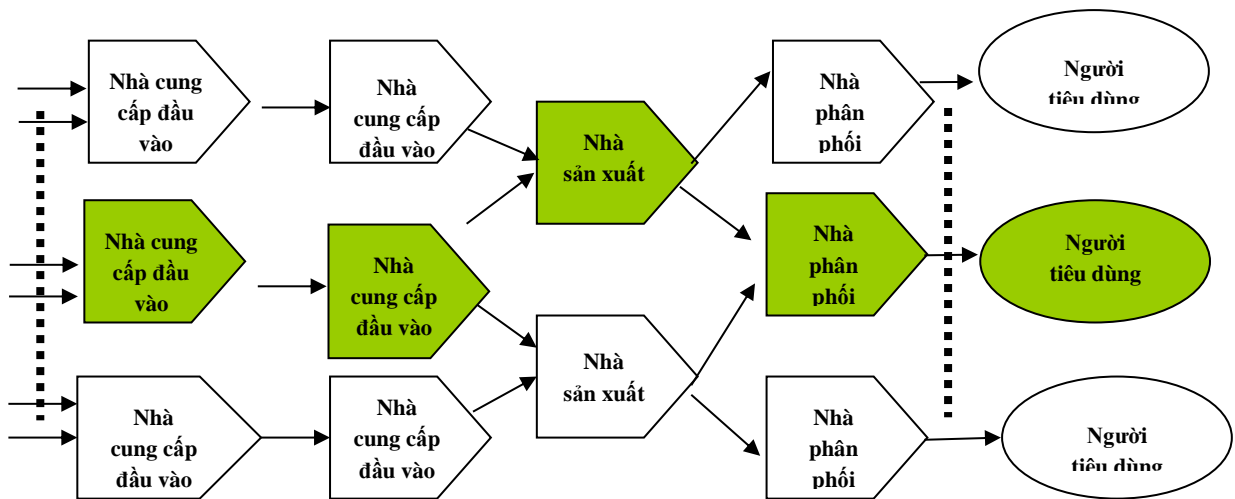 Nhà cung
cấp đầu
vào
Nhà
cung cấp
đầu vào
Nhà
sản xuất
Nhà
phân
phối
Người
tiêu dùng
Nhà cung
cấp đầu
vào
Nhà
cung cấp
đầu vào
Nhà
phân
phối
Người
tiêu dùng
Nhà
sản xuất
Nhà
cung cấp
đầu vào
Nhà
cung cấp
đầu vào
Nhà
phân
phối
Người
tiêu dùng